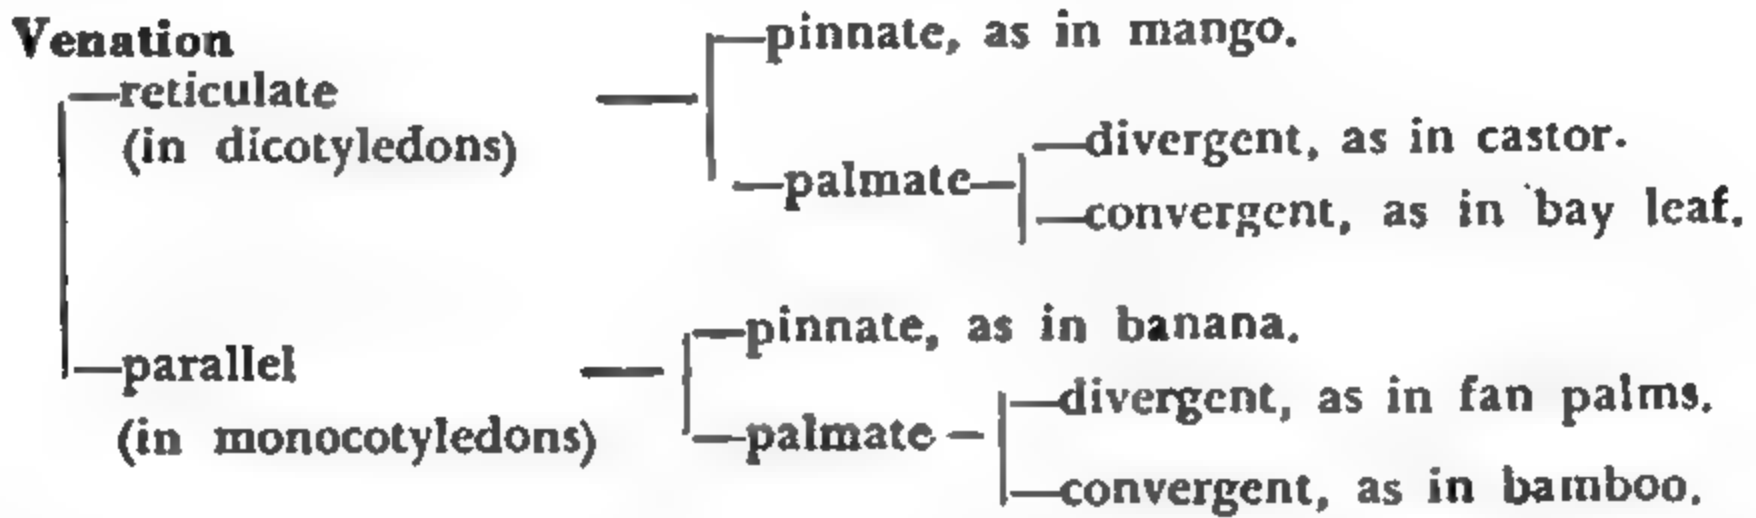 Venation
reticulate
(in dicotyledons)
pinnate, as in mango.
palmate
divergent, as in castor.
convergent, as in bay leaf.
parallel
(in monocotyledons)
pinnate, as in banana.
palmate
divergent, as in fan palms.
convergent, as in bamboo.